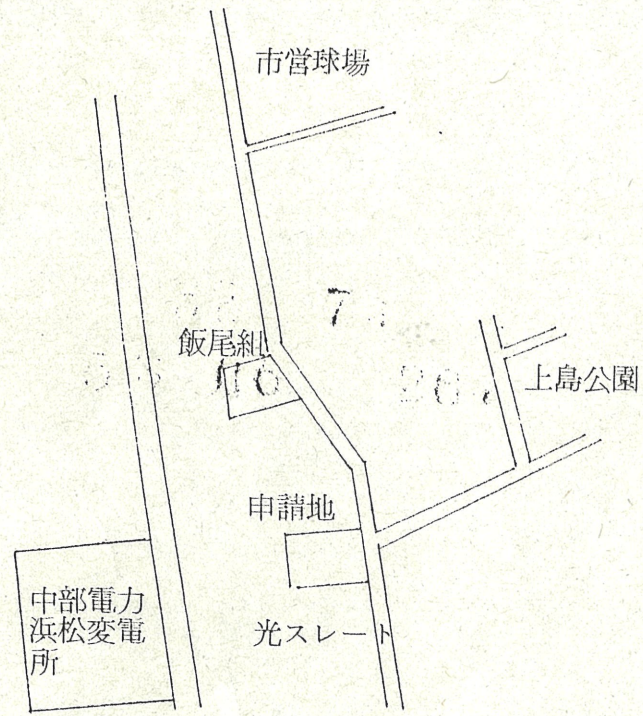 市営球場
飯尾組
上島公園
申請地
中部電力
浜松変電
所
光スレート